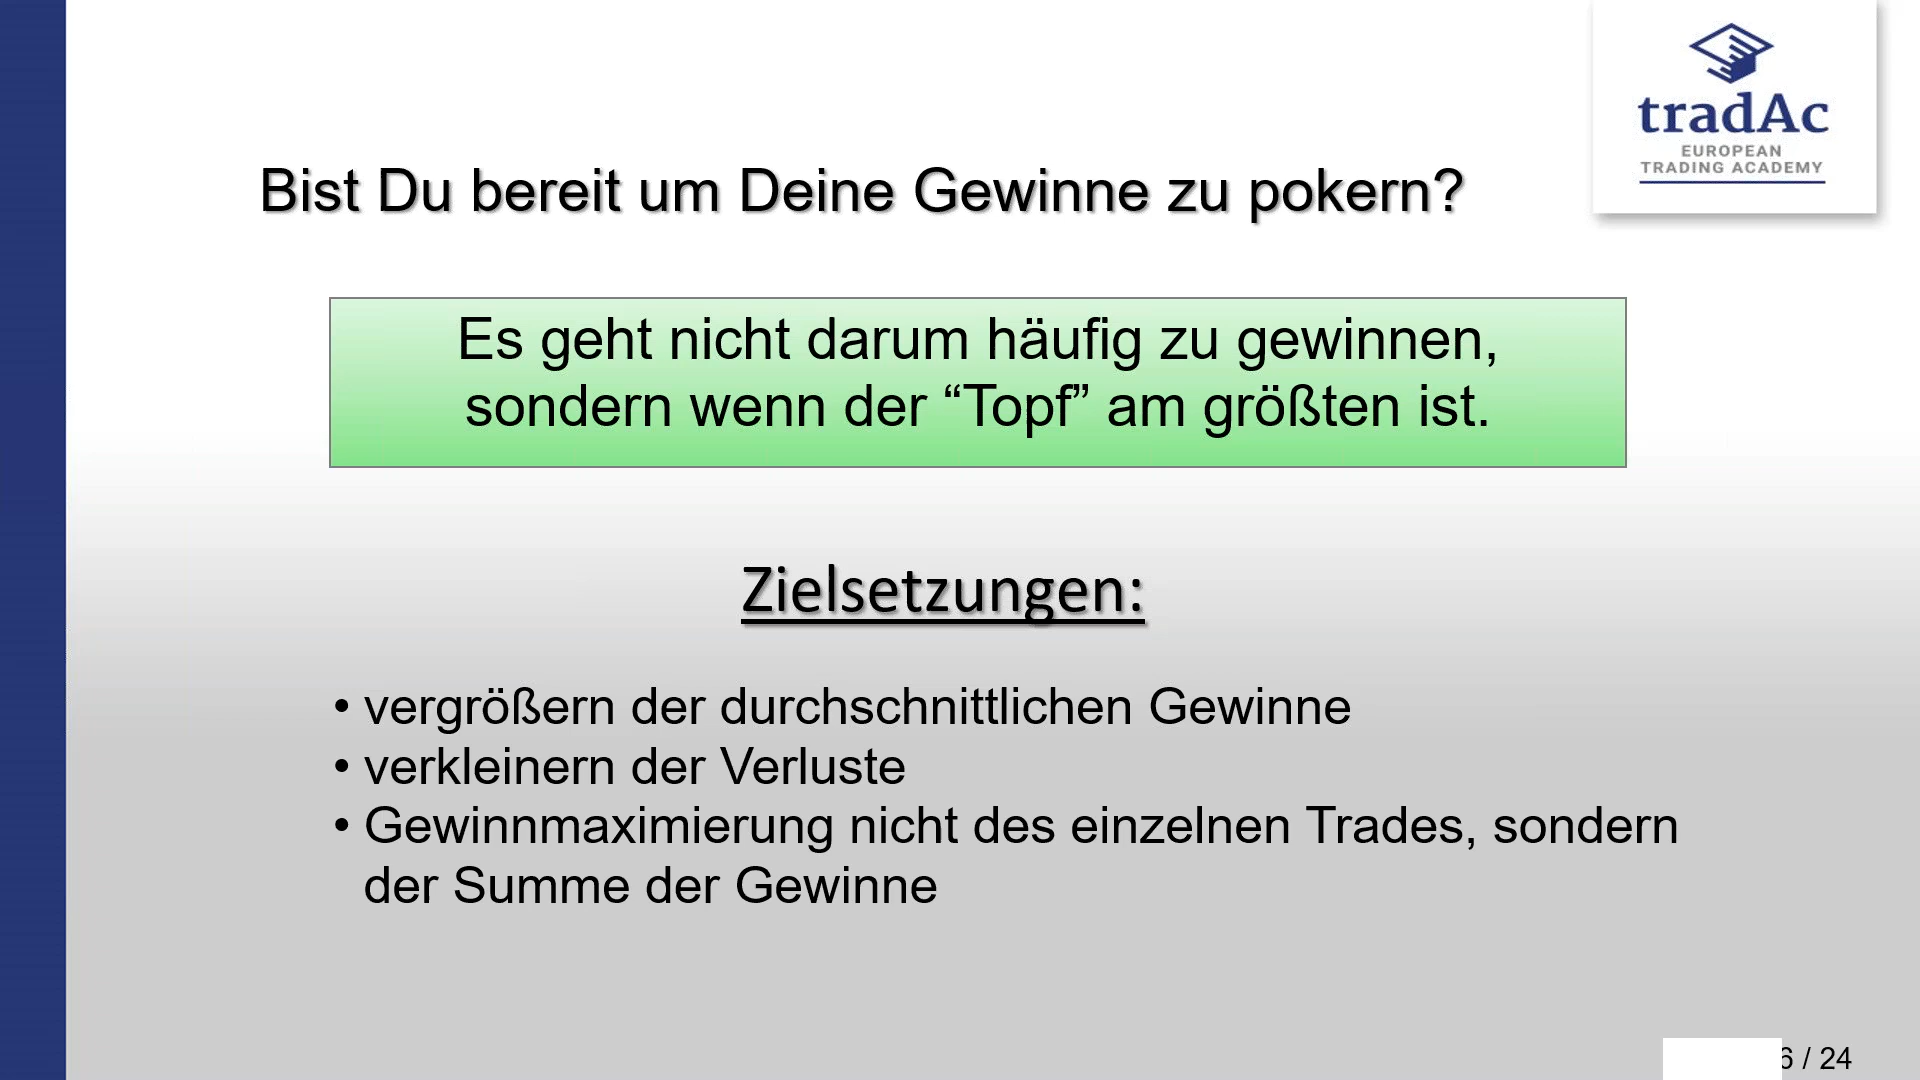 tradAc
EUROPEAN
TRADING ACADEMY
Bist Du bereit um Deine Gewinne zu pokern?
Es geht nicht darum häufig zu gewinnen,
sondern wenn der “Topf” am größten ist.
Zielsetzungen:
• vergrößern der durchschnittlichen Gewinne
• verkleinern der Verluste
• Gewinnmaximierung nicht des einzelnen Trades, sondern
der Summe der Gewinne
6 / 24